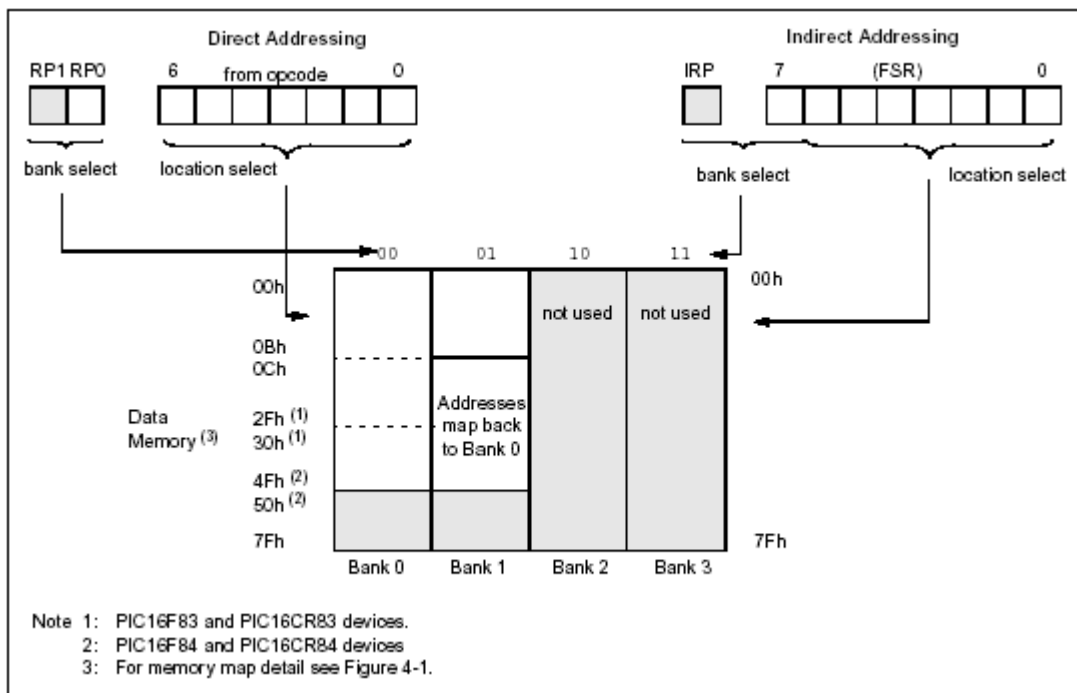 Direct Addressing
Indirect Addressing
RP1 RP0
6 from opcode 0
IRP
7 (FSR) 0
bank select
location select
bank select
location select
00 01 10 11
00h
00h
not used
not used
0Bh
0Ch
Addresses
map back
to Bank 0
Data
Memory (3)
2Fh (1)
30h (1)
4Fh (2)
50h (2)
7Fh
7Fh
Bank 0 Bank 1 Bank 2 Bank 3
Note 1: PIC16F83 and PIC16CR83 devices.
2: PIC16F84 and PIC16CR84 devices
3: For memory map detail see Figure 4-1.